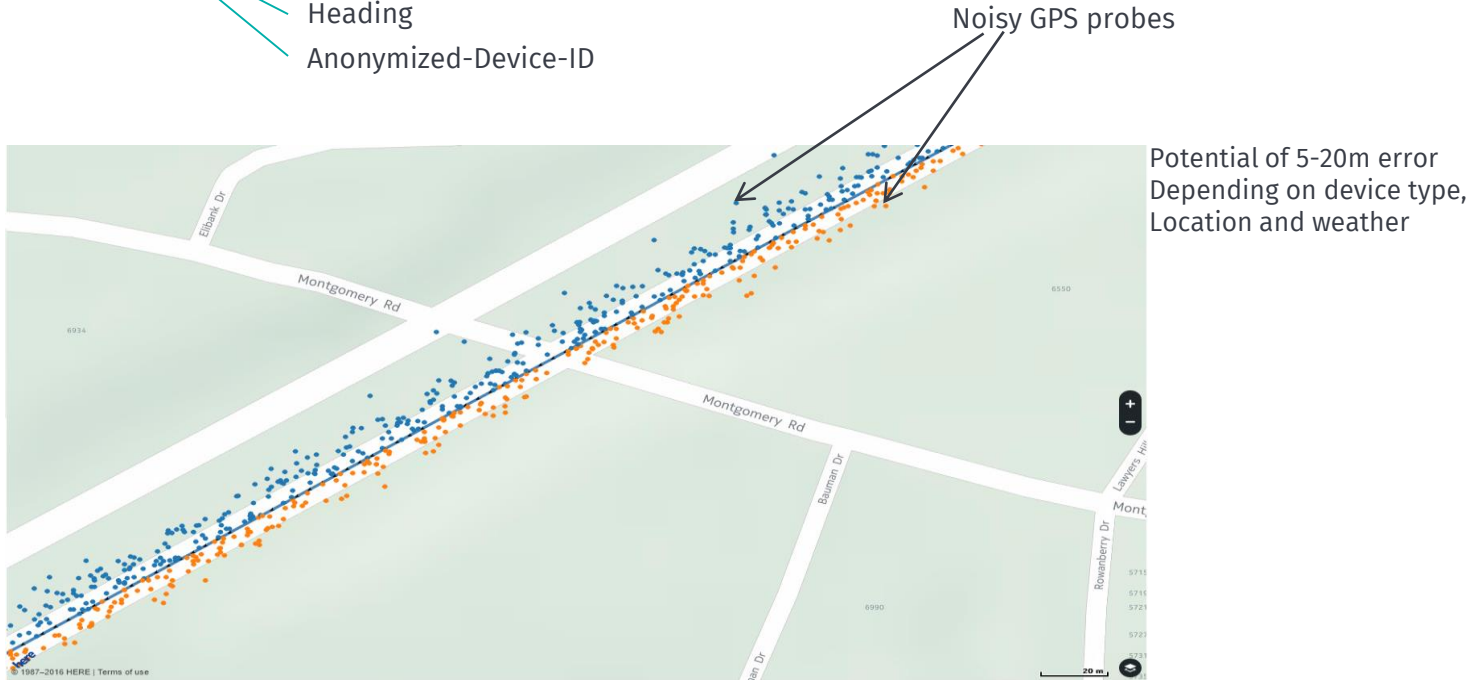 Heading
Noisy GPS probes
Anonymized-Device-ID
Potential of 5-20m error
Depending on device type,
Location and weather
Elibank Dr
Montgomery Rd
6550
6934
Montgomery Rd
+
−
Bauman Dr
Rowanberry Dr
6990
here
© 1987–2016 HERE | Terms of use
20 m